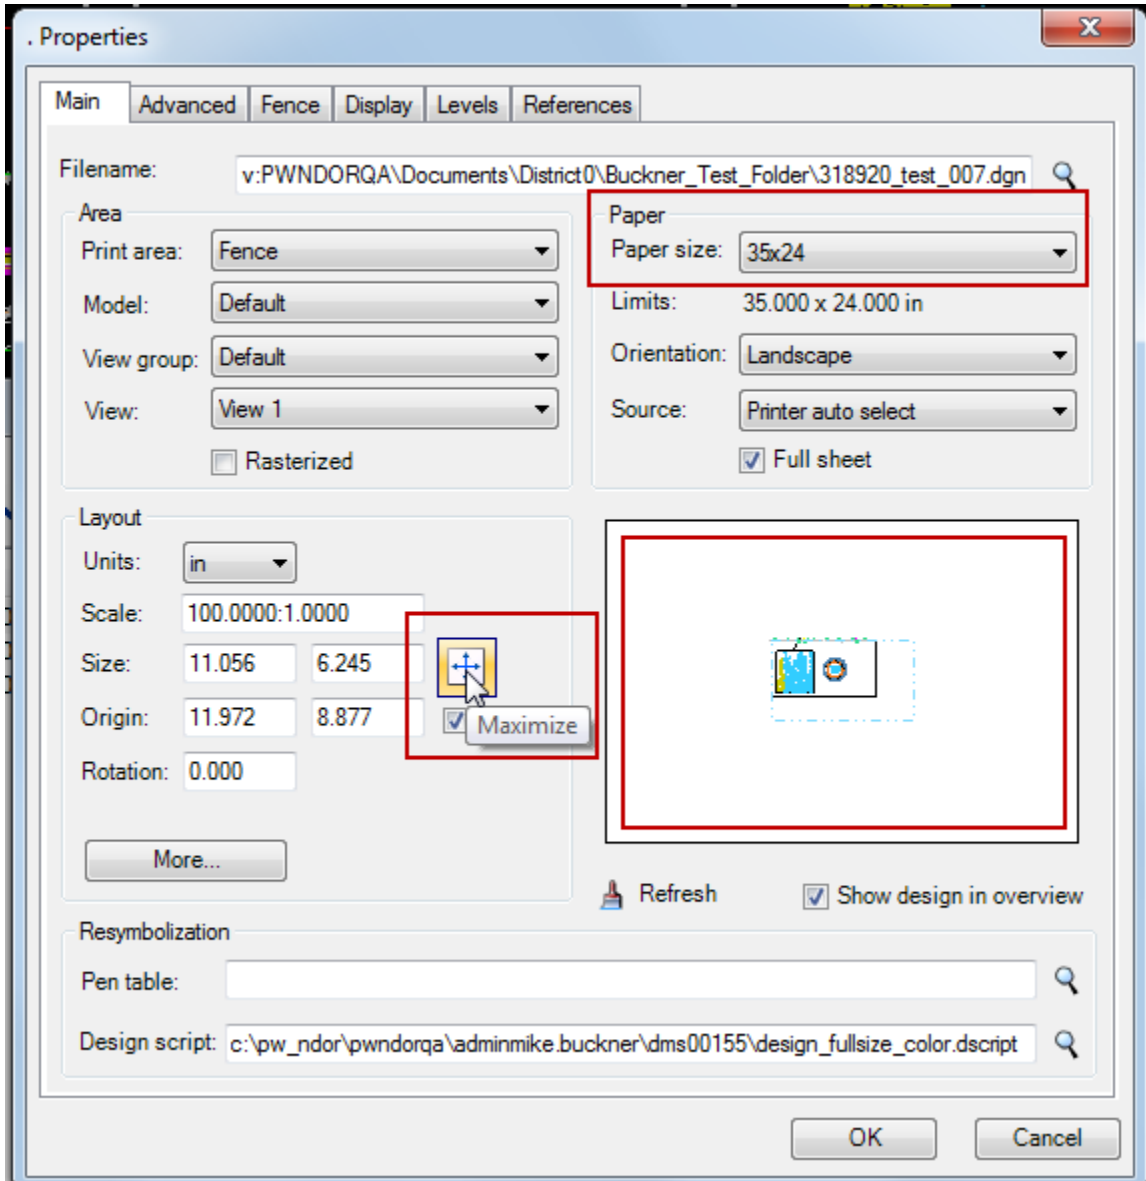 . Properties
x
Main Advanced Fence Display Levels References
Filename: v:PWNDORQA\Documents\District0\Buckner_Test_Folder\318920_test_007.dgn
Area
Print area: Fence
Model: Default
View group: Default
View: View 1
Rasterized
Paper
Paper size: 35x24
Limits: 35.000 x 24.000 in
Orientation: Landscape
Source: Printer auto select
Full sheet
Layout
Units: in
Scale: 100.0000:1.0000
Size: 11.056 6.245
Origin: 11.972 8.877
Maximize
Rotation: 0.000
More...
Refresh Show design in overview
Resymbolization
Pen table:
Design script: c:\pw_ndor\pwndorqa\adminmike.buckner\dms00155\design_fullsize_color.dscript
OK Cancel